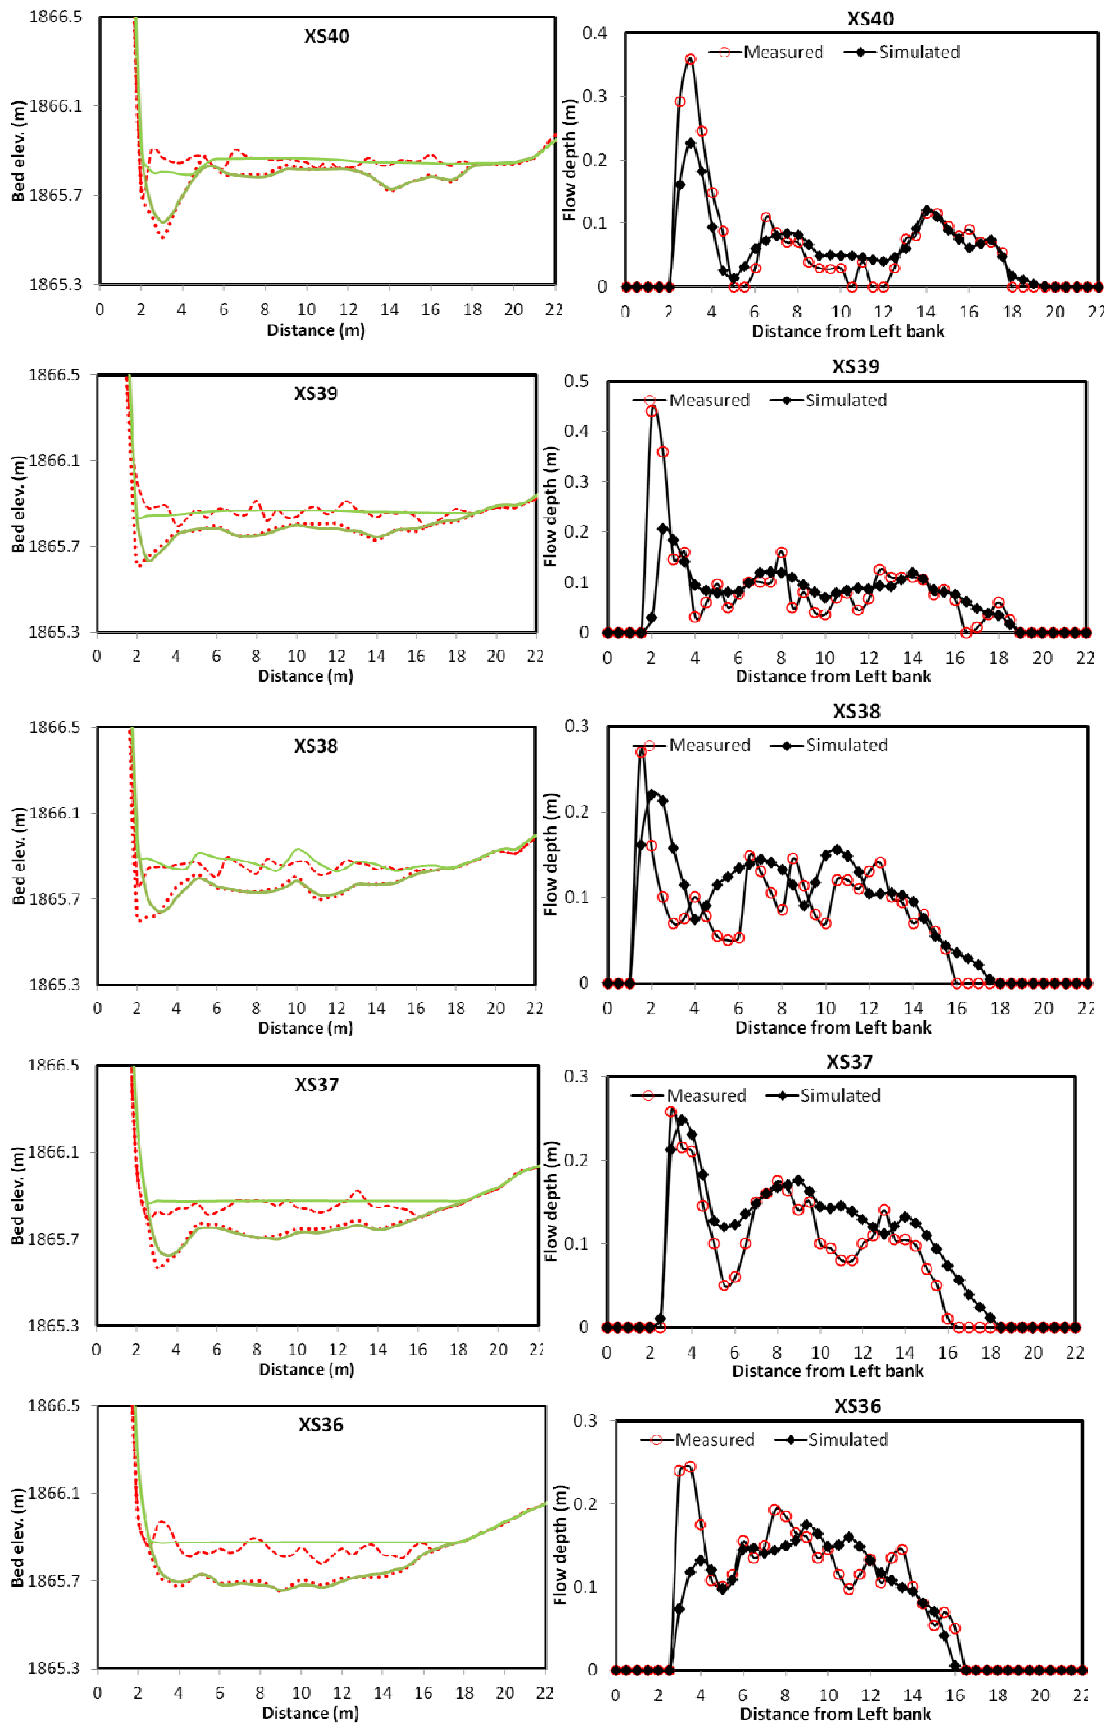 XS40
Bed elev. (m)
1866.5
1866.1
1865.7
1865.3
0 2 4 6 8 10 12 14 16 18 20 22
Distance (m)
XS40
Measured Simulated
Flow depth (m)
0.4
0.3
0.2
0.1
0
0 2 4 6 8 10 12 14 16 18 20 22
Distance from Left bank
XS39
Bed elev. (m)
1866.5
1866.1
1865.7
1865.3
0 2 4 6 8 10 12 14 16 18 20 22
Distance (m)
XS39
Measured Simulated
Flow depth (m)
0.5
0.4
0.3
0.2
0.1
0
0 2 4 6 8 10 12 14 16 18 20 22
Distance from Left bank
XS38
Bed elev. (m)
1866.5
1866.1
1865.7
1865.3
0 2 4 6 8 10 12 14 16 18 20 22
Distance (m)
XS38
Measured Simulated
Flow depth (m)
0.3
0.2
0.1
0
0 2 4 6 8 10 12 14 16 18 20 22
Distance from Left bank
XS37
Bed elev. (m)
1866.5
1866.1
1865.7
1865.3
0 2 4 6 8 10 12 14 16 18 20 22
Distance (m)
XS37
Measured Simulated
Flow depth (m)
0.3
0.2
0.1
0
0 2 4 6 8 10 12 14 16 18 20 22
Distance from Left bank
XS36
Bed elev. (m)
1866.5
1866.1
1865.7
1865.3
0 2 4 6 8 10 12 14 16 18 20 22
Distance (m)
XS36
Measured Simulated
Flow depth (m)
0.3
0.2
0.1
0
0 2 4 6 8 10 12 14 16 18 20 22
Distance from Left bank